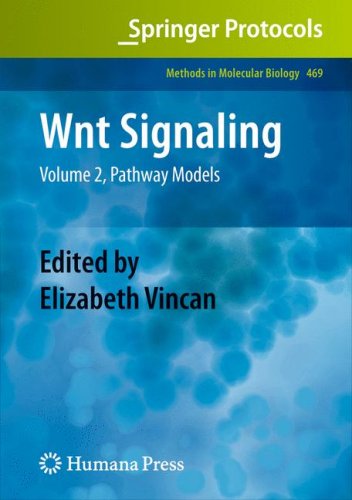 Springer Protocols
Methods in Molecular Biology 469
Wnt Signaling
Volume 2, Pathway Models
Edited by
Elizabeth Vincan
Humana Press